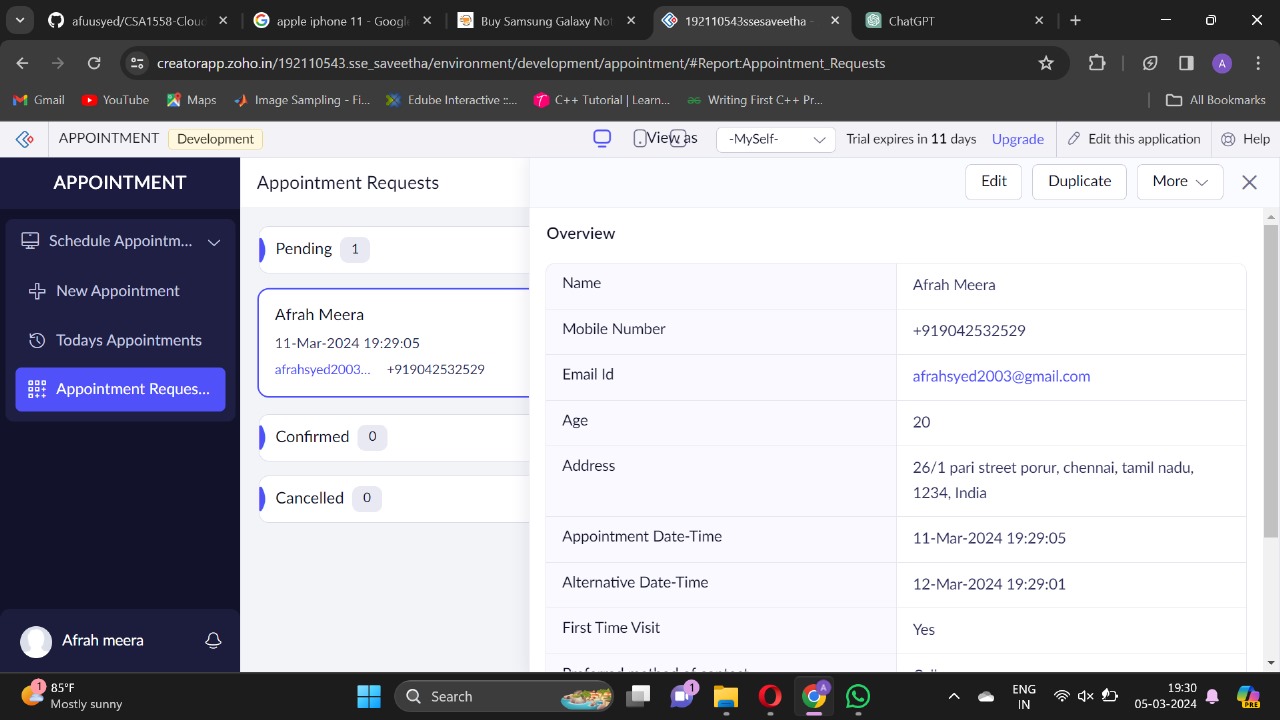 afuusyed/CSA1558-Cloud
apple iphone 11 - Google
Buy Samsung Galaxy Not
192110543ssesaveetha -
ChatGPT
creatorapp.zoho.in/192110543.sse_savetha/environment/development/appointment/#Report:Appointment_Requests
A
Gmail
YouTube
Maps
Image Sampling - Fi...
Edube Interactive ::...
C++ Tutorial | Learn...
Writing First C++ Pr...
All Bookmarks
APPOINTMENT
Development
View as
-MySelf-
Trial expires in 11 days
Upgrade
Edit this application
Help
APPOINTMENT
Schedule Appointm...
New Appointment
Todays Appointments
Appointment Reques...
Afrah meera
Appointment Requests
Pending 1
Afrah Meera
11-Mar-2024 19:29:05
afrahsyed2003... +919042532529
Confirmed 0
Cancelled 0
Edit
Duplicate
More
Overview
Name Afrah Meera
Mobile Number +919042532529
Email Id afrahsyed2003@gmail.com
Age 20
Address 26/1 pari street porur, chennai, tamil nadu,
1234, India
Appointment Date-Time 11-Mar-2024 19:29:05
Alternative Date-Time 12-Mar-2024 19:29:01
First Time Visit Yes
1
85°F
Mostly sunny
Search
1
A
ENG
IN
19:30
05-03-2024
PRE